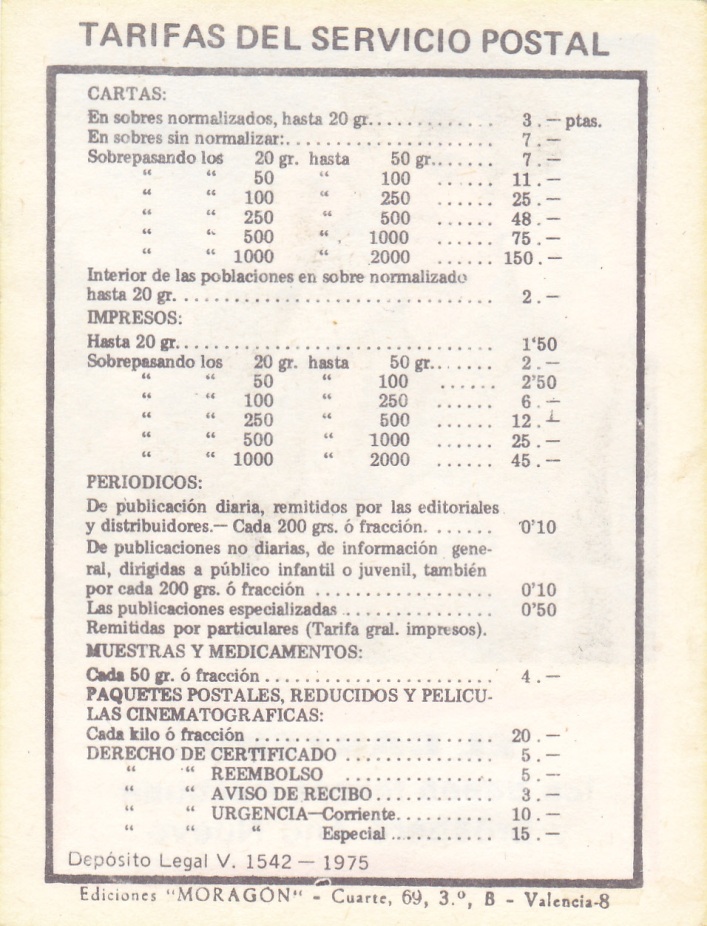 TARIFAS DEL SERVICIO POSTAL
CARTAS:
En sobres normalizados, hasta 20 gr.............. 3.— ptas.
En sobres sin normalizar:....................... 7.—
Sobrepasando los 20 gr. hasta 50 gr........ 7.—
“ “ 50 “ 100 ...... 11.—
“ “ 100 “ 250 ...... 25.—
“ “ 250 “ 500 ...... 48.—
“ “ 500 “ 1000 ...... 75.—
“ “ 1000 “ 2000 ...... 150.—
Interior de las poblaciones en sobre normalizado
hasta 20 gr. ................................ 2.—
IMPRESOS:
Hasta 20 gr................................. 1‘50
Sobrepasando los 20 gr. hasta 50 gr........ 2.—
“ “ 50 “ 100 ...... 2’50
“ “ 100 “ 250 ...... 6.—
“ “ 250 “ 500 ...... 12.—
“ “ 500 “ 1000 ...... 25.—
“ “ 1000 “ 2000 ...... 45.—
PERIODICOS:
De publicación diaria, remitidos por las editoriales
y distribuidores.— Cada 200 grs. ó fracción. ....... 0’10
De publicaciones no diarias, de información gene-
ral, dirigidas a público infantil o juvenil, también
por cada 200 grs. ó fracción .................. 0’10
Las publicaciones especializadas ............... 0’50
Remitidas por particulares (Tarifa gral. impresos).
MUESTRAS Y MEDICAMENTOS:
Cada 50 gr. ó fracción ....................... 4.—
PAQUETES POSTALES, REDUCIDOS Y PELICU-
LAS CINEMATOGRAFICAS:
Cada kilo ó fracción ........................ 20.—
DERECHO DE CERTIFICADO ............... 5.—
“ “ REEMBOLSO ............... 5.—
“ “ AVISO DE RECIBO............ 3.—
“ “ URGENCIA—Corriente.......... 10.—
“ “ “ Especial ........... 15.—
Depósito Legal V. 1542 — 1975
Ediciones "MORAGON" - Cuarte, 69, 3.º, B - Valencia-8